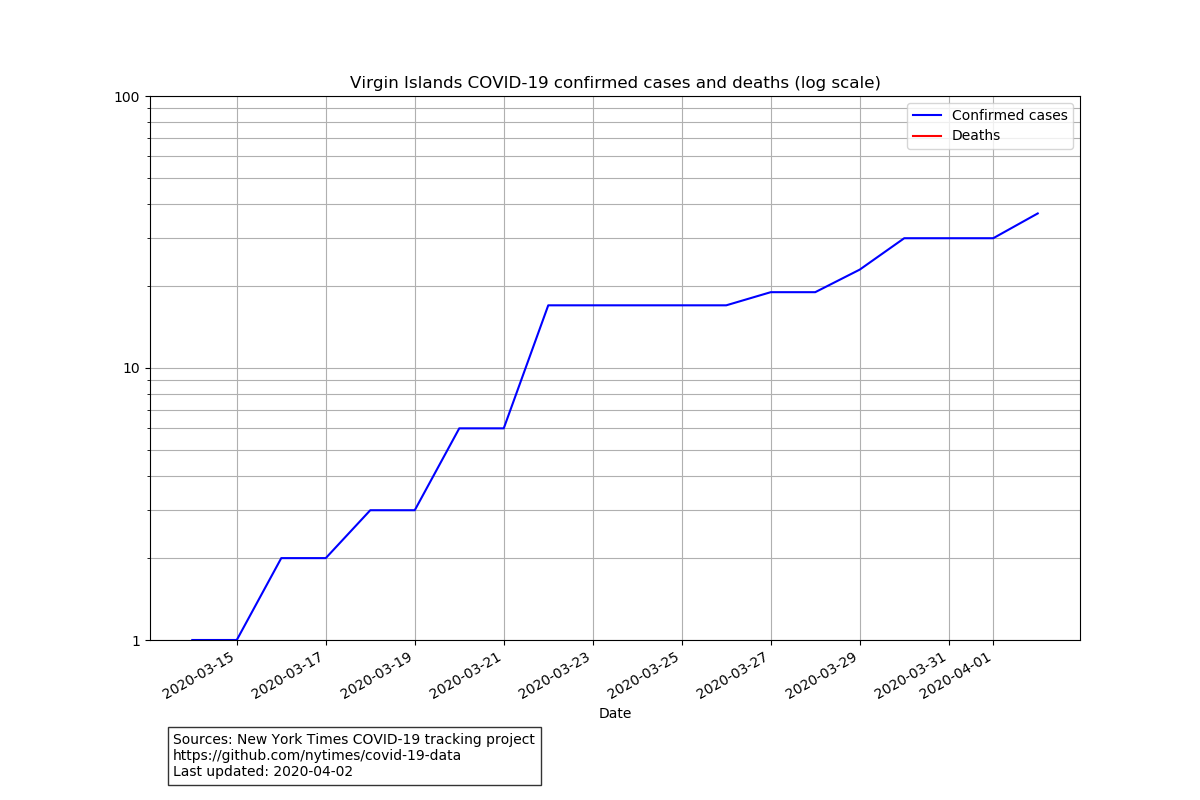 Virgin Islands COVID-19 confirmed cases and deaths (log scale)
100
10
1
Confirmed cases
Deaths
2020-03-15
2020-03-17
2020-03-19
2020-03-21
2020-03-23
2020-03-25
2020-03-27
2020-03-29
2020-03-31
2020-04-01
Date
Sources: New York Times COVID-19 tracking project
https://github.com/nytimes/covid-19-data
Last updated: 2020-04-02